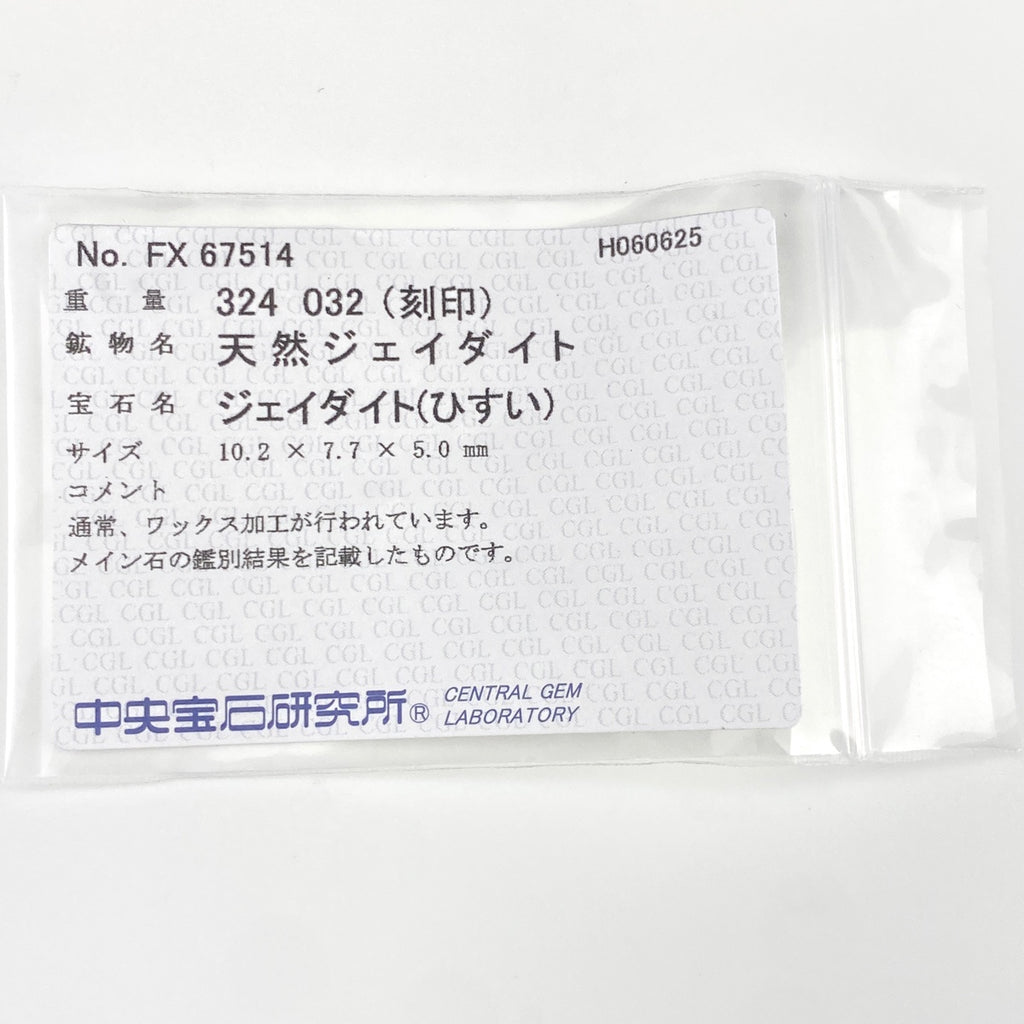 No. FX 67514 H060625
重量 324 032 (刻印)
鉱物名 天然ジェイダイト
宝石名 ジェイダイト(ひすい)
サイズ 10.2 × 7.7 × 5.0 mm
コメント
通常、ワックス加工が行われています。
メイン石の鑑別結果を記載したものです。
中央宝石研究所® CENTRAL GEM
LABORATORY